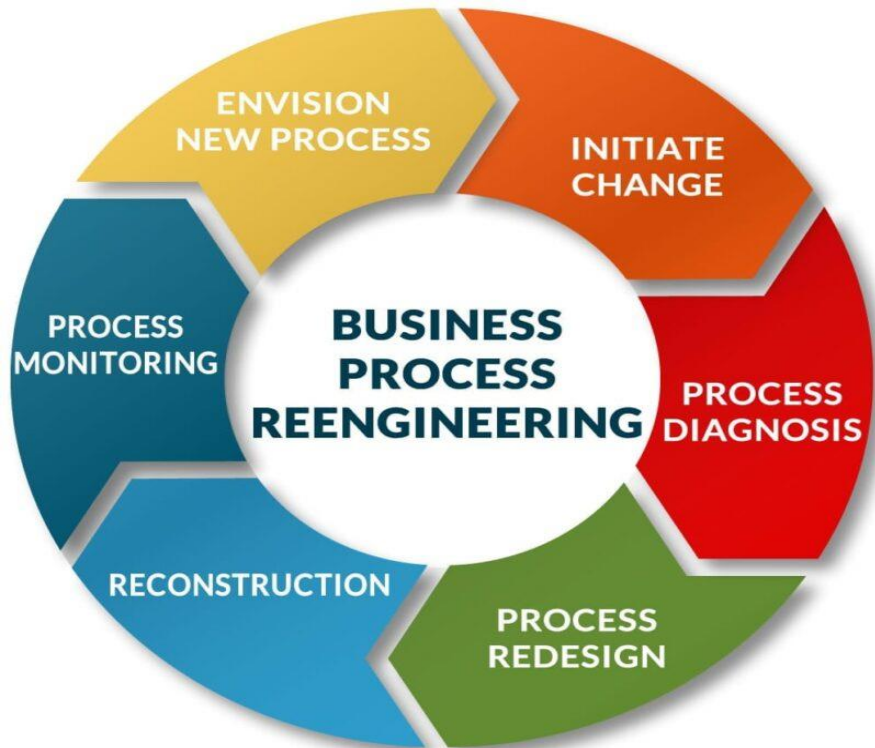 ENVISION
NEW PROCESS
INITIATE
CHANGE
PROCESS
DIAGNOSIS
PROCESS
REDESIGN
RECONSTRUCTION
PROCESS
MONITORING
BUSINESS
PROCESS
REENGINEERING